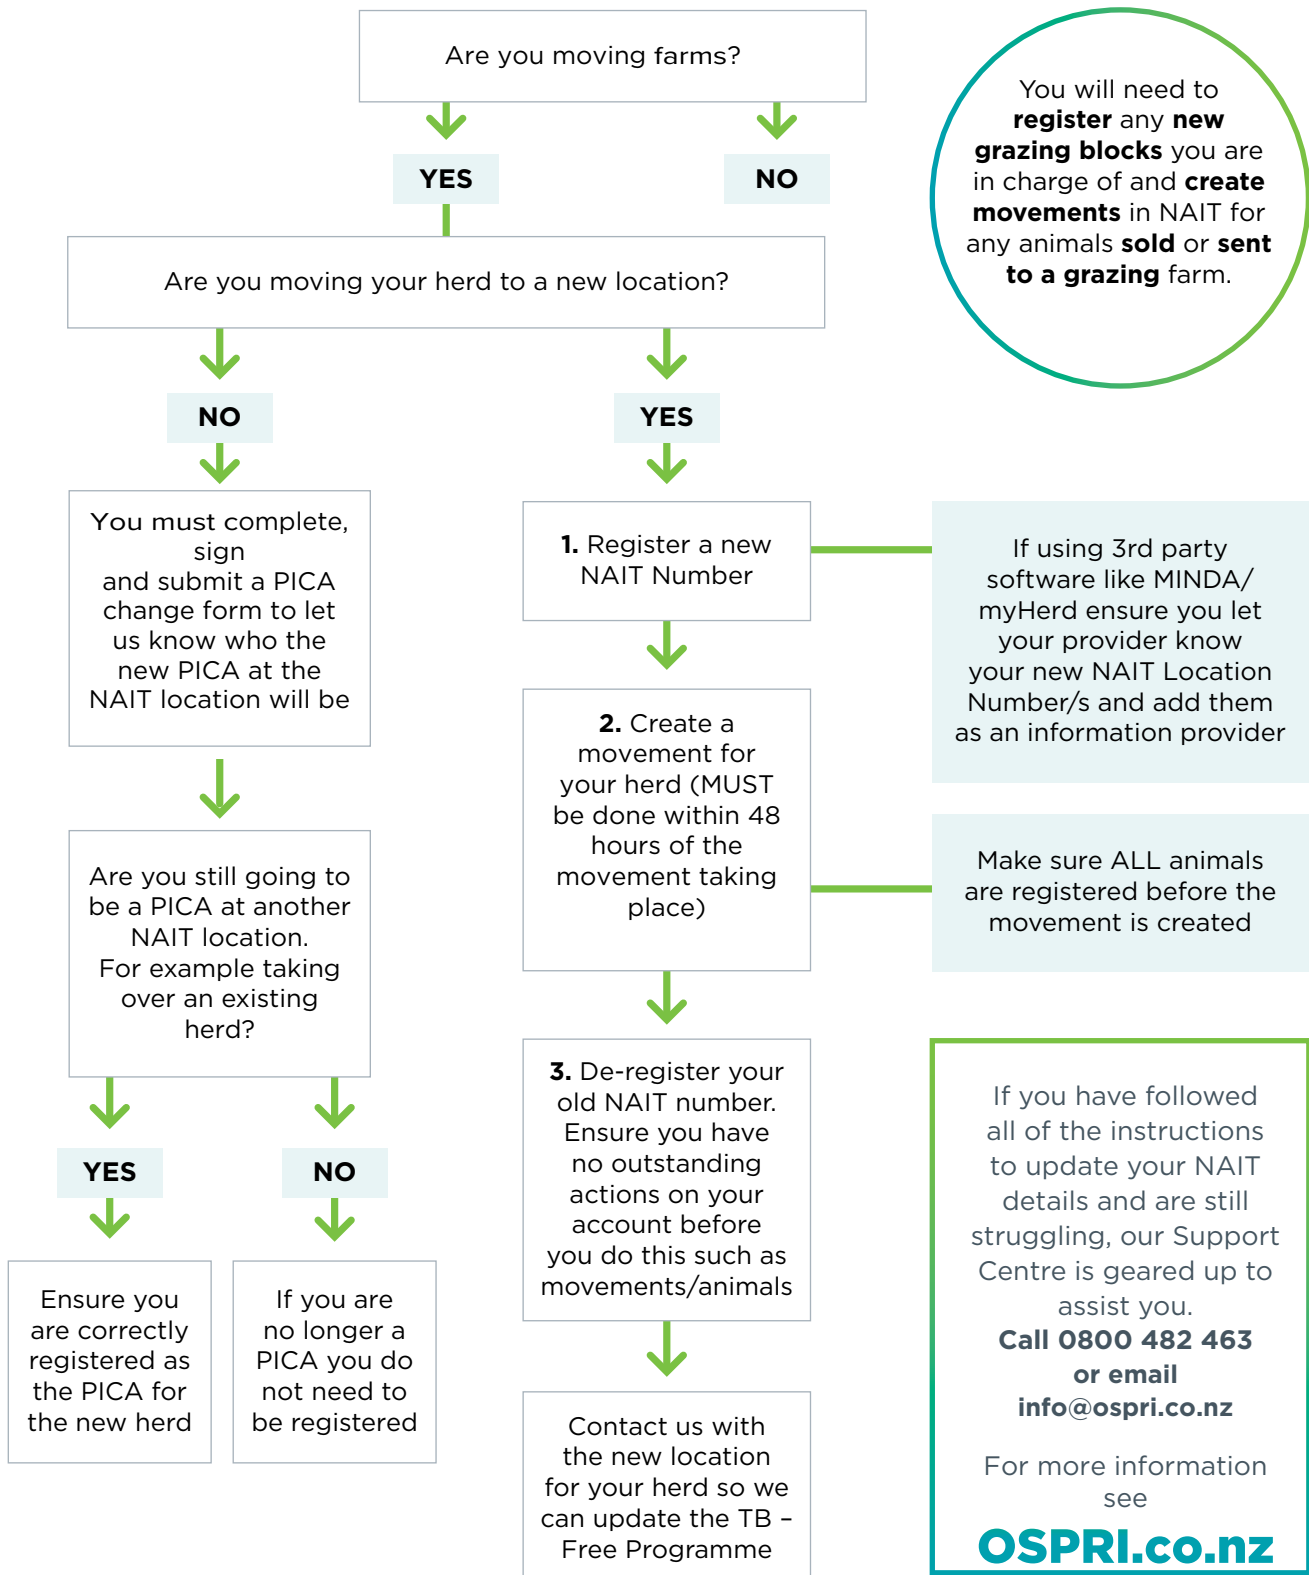 Are you moving farms?
YES
NO
You will need to
register any new
grazing blocks you are
in charge of and create
movements in NAIT for
any animals sold or sent
to a grazing farm.
Are you moving your herd to a new location?
NO
YES
You must complete,
sign
and submit a PICA
change form to let
us know who the
new PICA at the
NAIT location will be
Are you still going to
be a PICA at another
NAIT location.
For example taking
over an existing
herd?
YES
NO
Ensure you
are correctly
registered as
the PICA for
the new herd
If you are
no longer a
PICA you do
not need to
be registered
1. Register a new
NAIT Number
If using 3rd party
software like MINDA/
myHerd ensure you let
your provider know
your new NAIT Location
Number/s and add them
as an information provider
2. Create a
movement for
your herd (MUST
be done within 48
hours of the
movement taking
place)
Make sure ALL animals
are registered before the
movement is created
3. De-register your
old NAIT number.
Ensure you have
no outstanding
actions on your
account before
you do this such as
movements/animals
Contact us with
the new location
for your herd so we
can update the TB –
Free Programme
If you have followed
all of the instructions
to update your NAIT
details and are still
struggling, our Support
Centre is geared up to
assist you.
Call 0800 482 463
or email
info@ospri.co.nz
For more information
see
OSPRI.co.nz